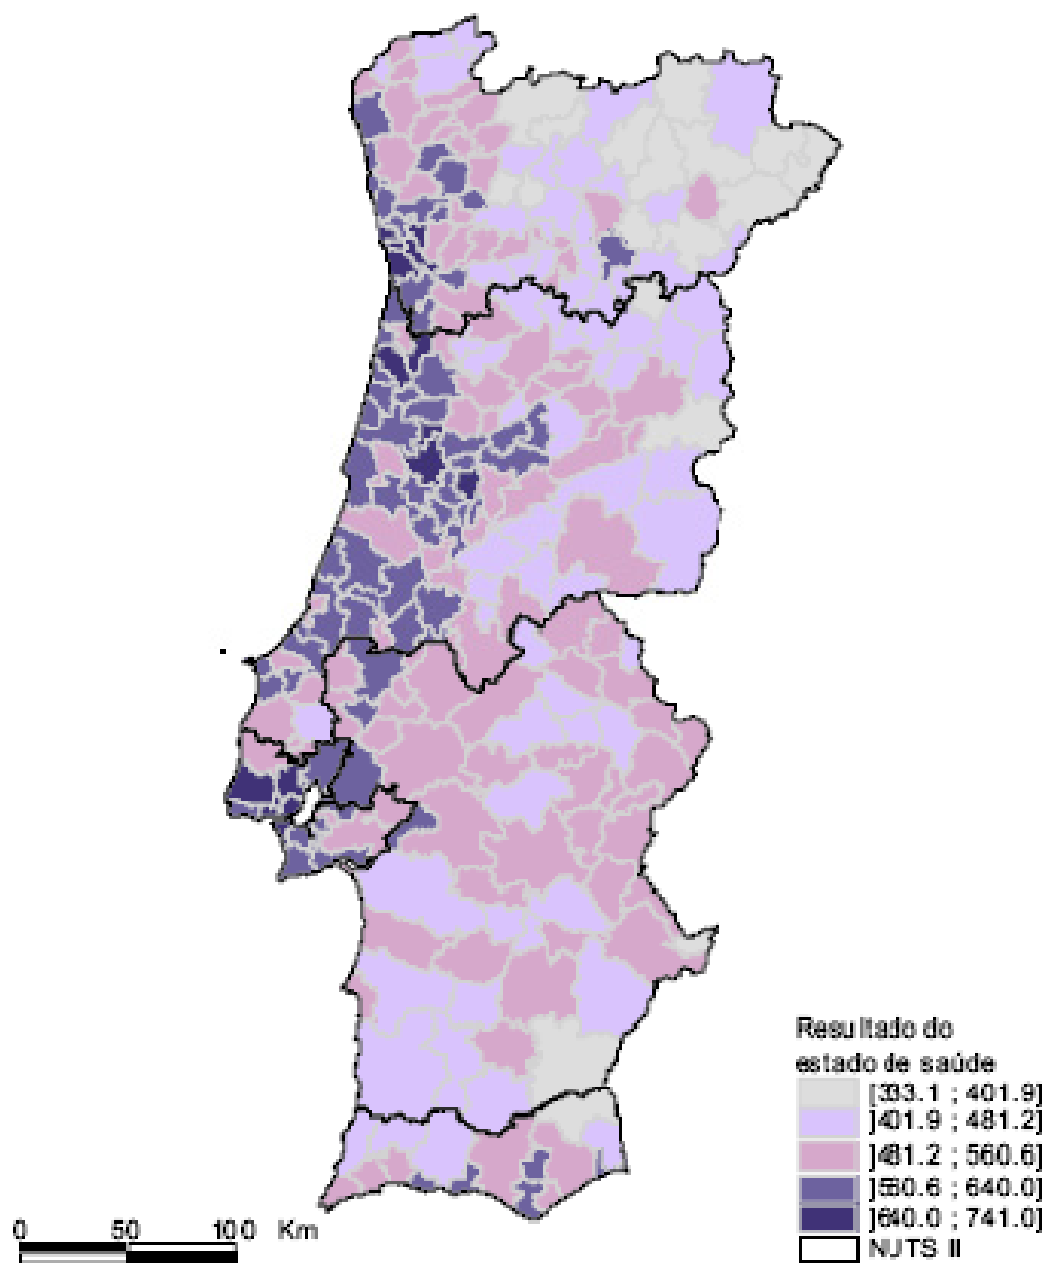 Resultado do
estado de saúde
[333.1 ; 401.9]
]401.9 ; 481.2]
]481.2 ; 560.6]
]560.6 ; 640.0]
]640.0 ; 741.0]
NUTS II
0 50 100 Km